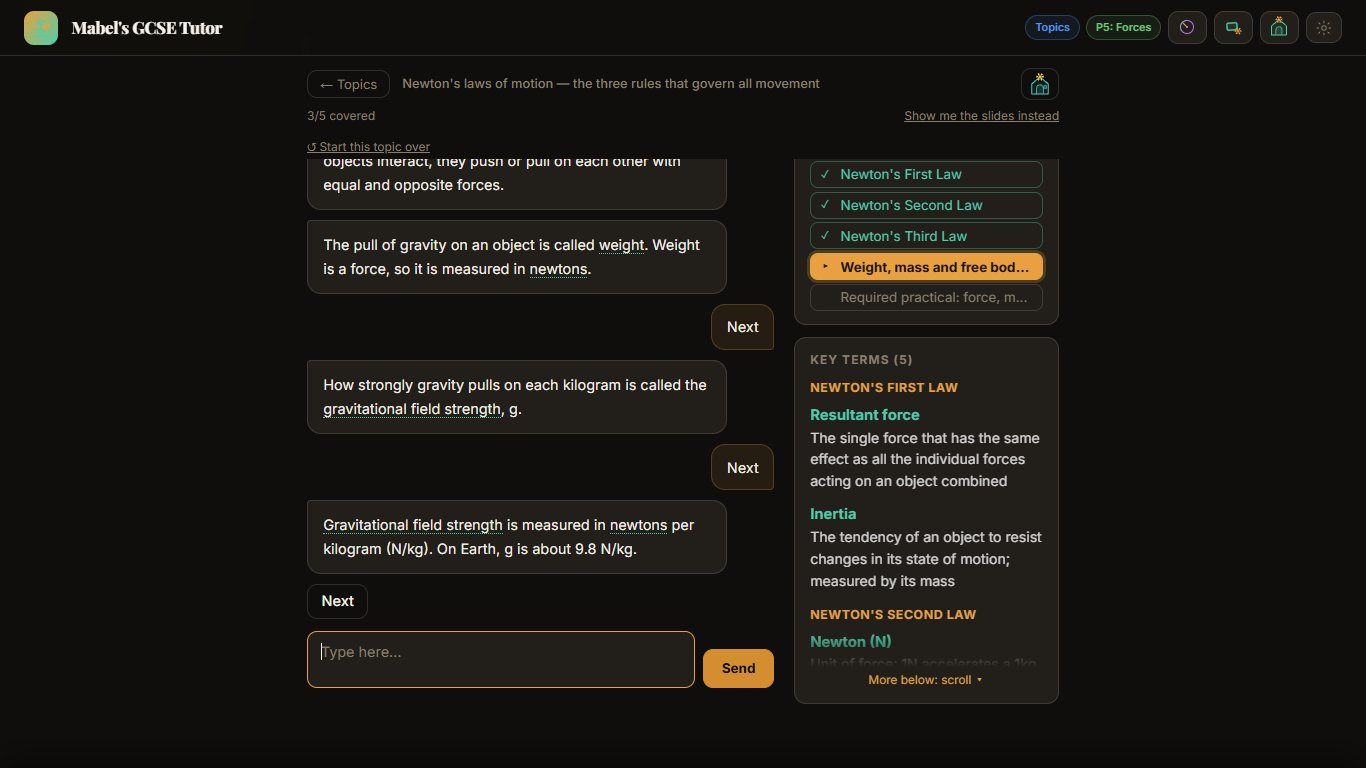 Mabel's GCSE Tutor
Topics
P5: Forces
← Topics
Newton's laws of motion — the three rules that govern all movement
3/5 covered
Show me the slides instead
↺ Start this topic over
objects interact, they push or pull on each other with
equal and opposite forces.
The pull of gravity on an object is called weight. Weight
is a force, so it is measured in newtons.
Next
How strongly gravity pulls on each kilogram is called the
gravitational field strength, g.
Next
Gravitational field strength is measured in newtons per
kilogram (N/kg). On Earth, g is about 9.8 N/kg.
Next
Type here...
Send
✓ Newton's First Law
✓ Newton's Second Law
✓ Newton's Third Law
▸ Weight, mass and free bod...
Required practical: force, m...
KEY TERMS (5)
NEWTON'S FIRST LAW
Resultant force
The single force that has the same
effect as all the individual forces
acting on an object combined
Inertia
The tendency of an object to resist
changes in its state of motion;
measured by its mass
NEWTON'S SECOND LAW
Newton (N)
Unit of force: 1N accelerates a 1kg
More below: scroll ▾